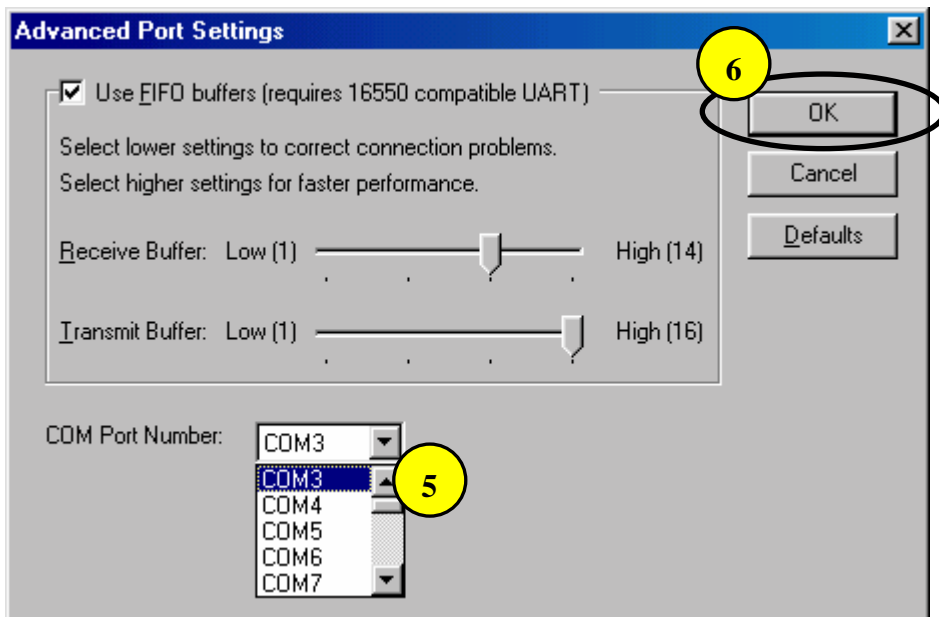 Advanced Port Settings
6
Use FIFO buffers (requires 16550 compatible UART)
OK
Select lower settings to correct connection problems.
Select higher settings for faster performance.
Cancel
Defaults
Receive Buffer: Low (1) High (14)
Transmit Buffer: Low (1) High (16)
COM Port Number: COM3
5
COM3
COM4
COM5
COM6
COM7